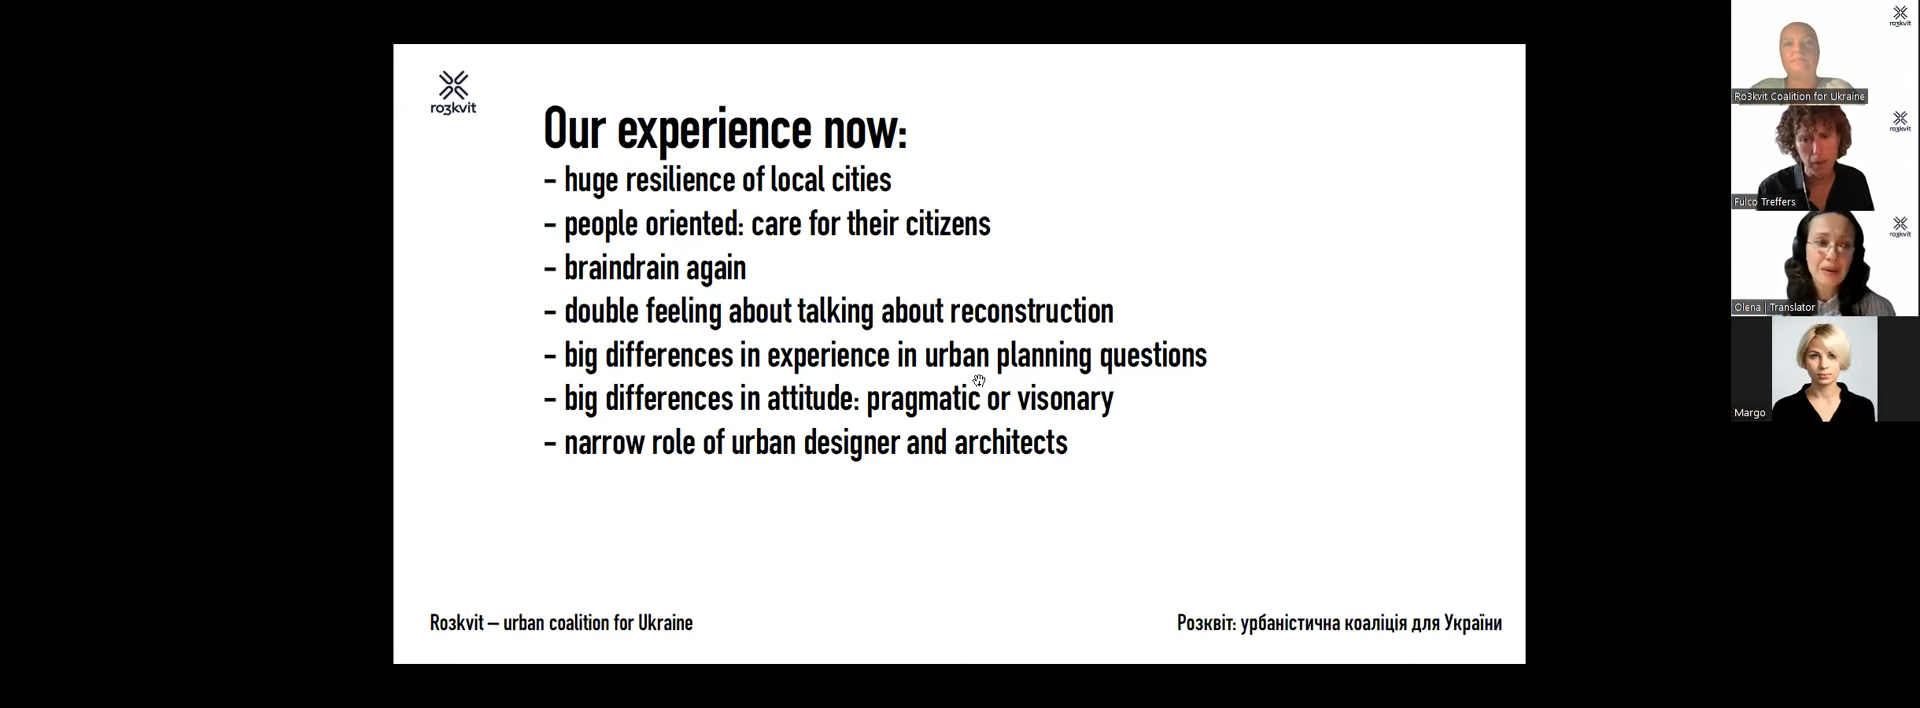 ro3kvit
Our experience now:
- huge resilience of local cities
- people oriented: care for their citizens
- braindrain again
- double feeling about talking about reconstruction
- big differences in experience in urban planning questions
- big differences in attitude: pragmatic or visonary
- narrow role of urban designer and architects
Ro3kvit – urban coalition for Ukraine
Розквіт: урбаністична коаліція для України
ro3kvit
Ro3kvit Coalition for Ukraine
ro3kvit
Fulco Treffers
ro3kvit
Olena | Translator
Margo